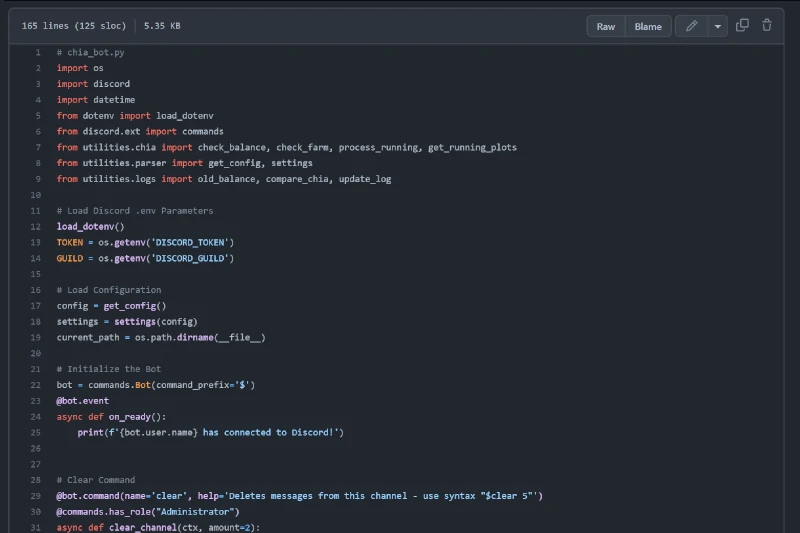 165 lines (125 sloc) 5.35 KB Raw Blame
1 # chia_bot.py
2 import os
3 import discord
4 import datetime
5 from dotenv import load_dotenv
6 from discord.ext import commands
7 from utilities.chia import check_balance, check_farm, process_running, get_running_plots
8 from utilities.parser import get_config, settings
9 from utilities.logs import old_balance, compare_chia, update_log
10
11 # Load Discord .env Parameters
12 load_dotenv()
13 TOKEN = os.getenv('DISCORD_TOKEN')
14 GUILD = os.getenv('DISCORD_GUILD')
15
16 # Load Configuration
17 config = get_config()
18 settings = settings(config)
19 current_path = os.path.dirname(__file__)
20
21 # Initialize the Bot
22 bot = commands.Bot(command_prefix='$')
23 @bot.event
24 async def on_ready():
25 print(f'{bot.user.name} has connected to Discord!')
26
27
28 # Clear Command
29 @bot.command(name='clear', help='Deletes messages from this channel - use syntax "$clear 5"')
30 @commands.has_role("Administrator")
31 async def clear_channel(ctx, amount=2):